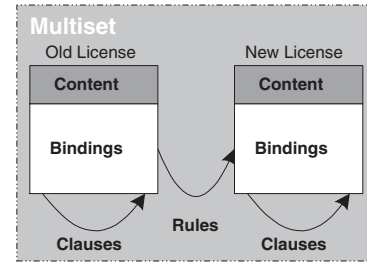 Multiset
Old License New License
Content Content
Bindings Bindings
Rules
Clauses Clauses